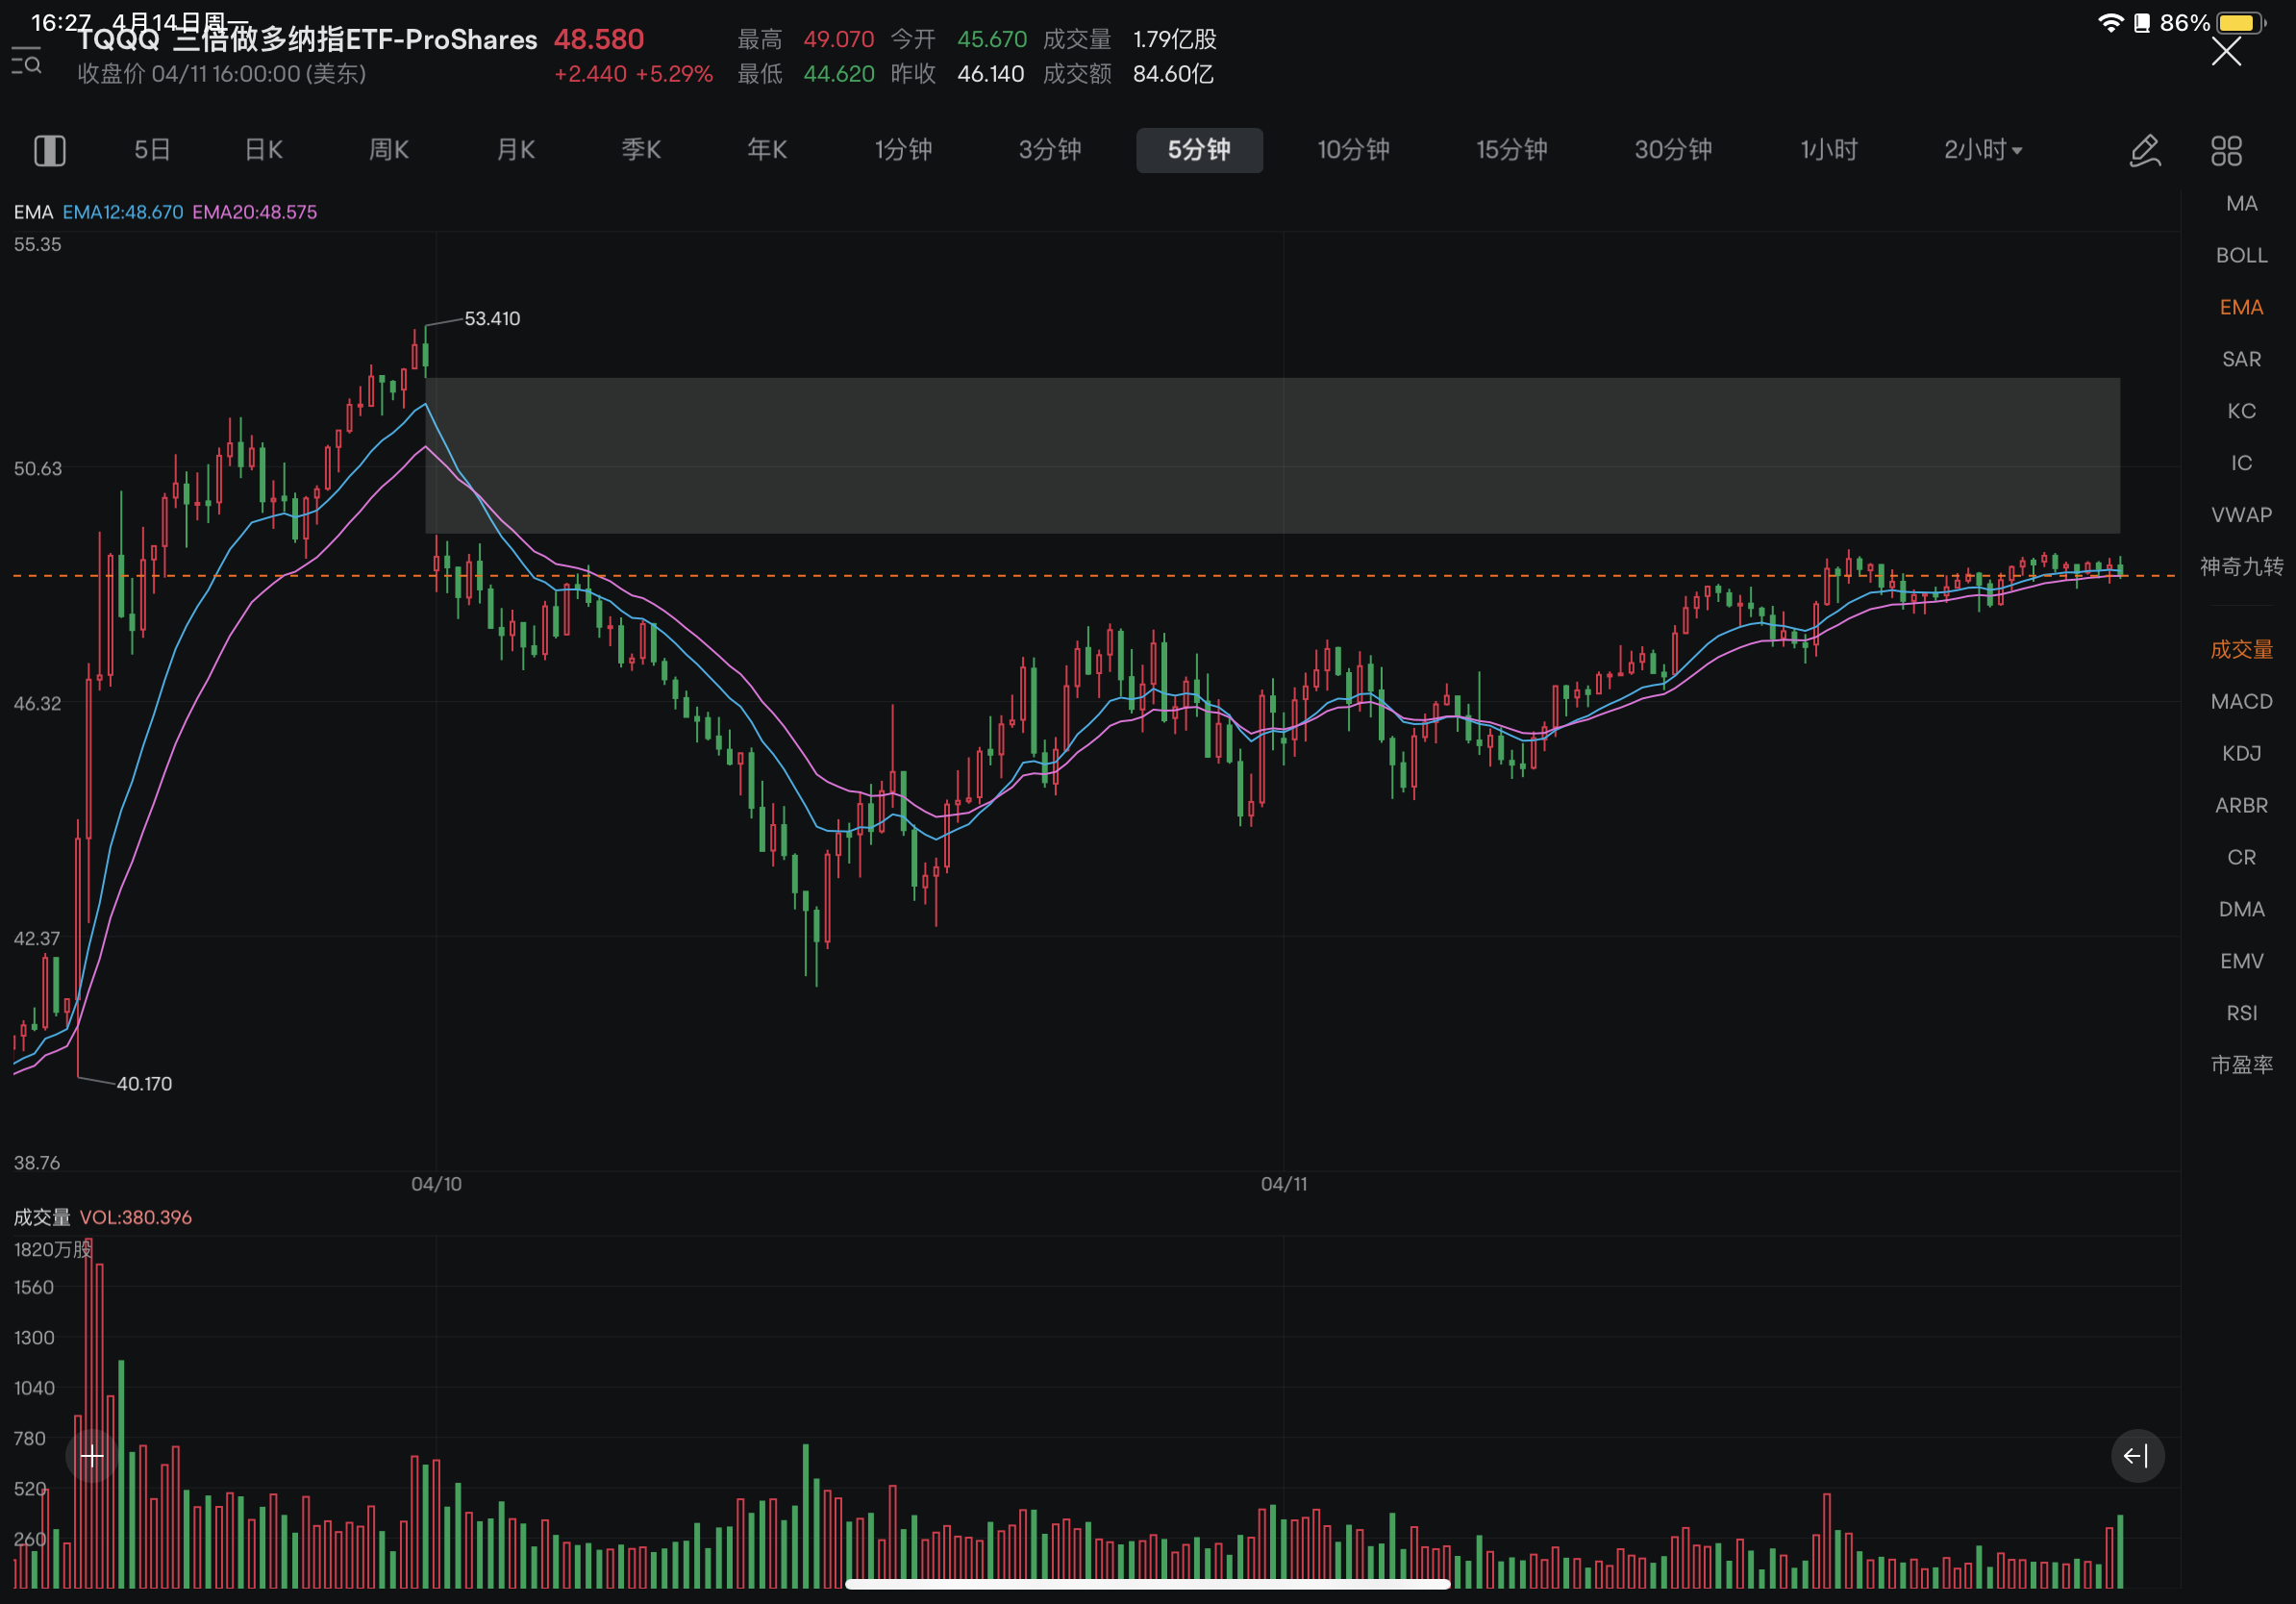 16:27 4月14日周一 86%
TQQQ 三倍做多纳指ETF-ProShares 48.580 最高 49.070 今开 45.670 成交量 1.79亿股
收盘价 04/11 16:00:00 (美东) +2.440 +5.29% 最低 44.620 昨收 46.140 成交额 84.60亿
5日 日K 周K 月K 季K 年K 1分钟 3分钟 5分钟 10分钟 15分钟 30分钟 1小时 2小时
EMA EMA12:48.670 EMA20:48.575
55.35
53.410
50.63
46.32
42.37
40.170
38.76
04/10 04/11
成交量 VOL:380.396
1820万股
1560
1300
1040
780
520
260
MA
BOLL
EMA
SAR
KC
IC
VWAP
神奇九转
成交量
MACD
KDJ
ARBR
CR
DMA
EMV
RSI
市盈率